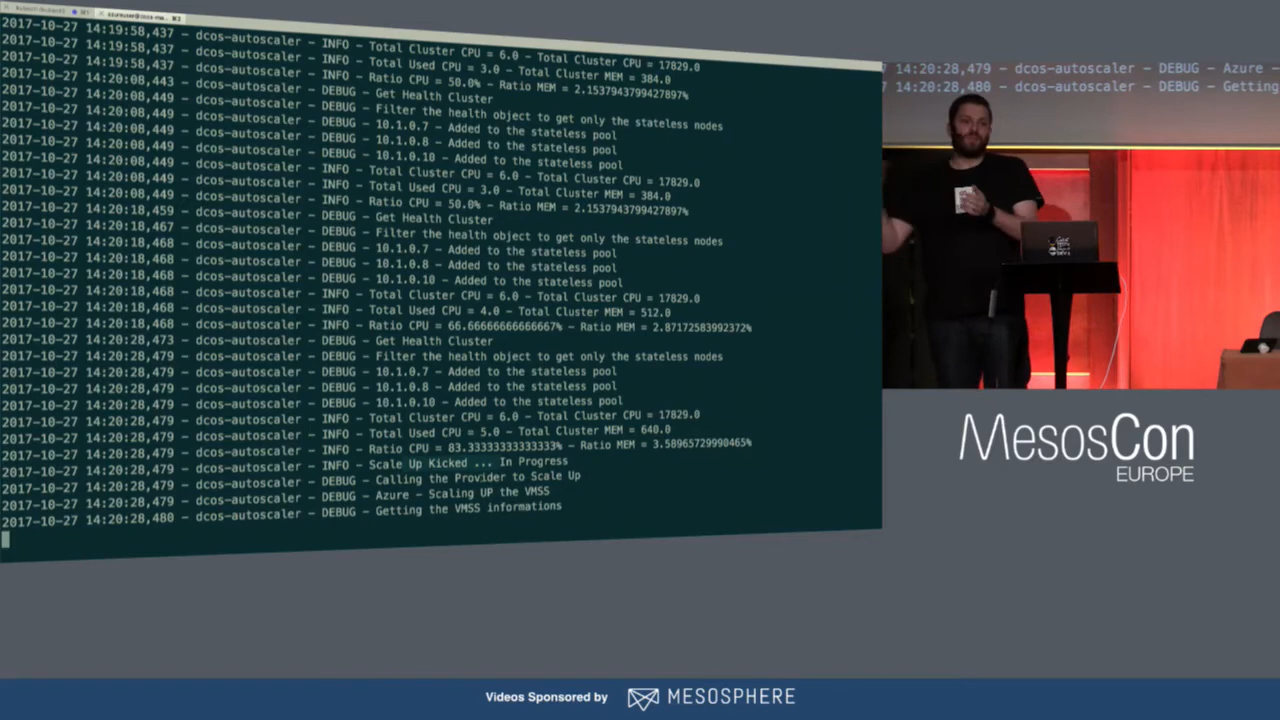 2017-10-27 14:19:58,437 - dcos-autoscaler - INFO - Total Cluster CPU = 6.0 - Total Cluster CPU = 17829.0
2017-10-27 14:19:58,437 - dcos-autoscaler - INFO - Total Used CPU = 3.0 - Total Cluster MEM = 384.0
2017-10-27 14:19:58,437 - dcos-autoscaler - INFO - Ratio CPU = 50.0% - Ratio MEM = 2.1537943799427897%
2017-10-27 14:20:08,443 - dcos-autoscaler - DEBUG - Get Health Cluster
2017-10-27 14:20:08,449 - dcos-autoscaler - DEBUG - Filter the health object to get only the stateless nodes
2017-10-27 14:20:08,449 - dcos-autoscaler - DEBUG - 10.1.0.7 - Added to the stateless pool
2017-10-27 14:20:08,449 - dcos-autoscaler - DEBUG - 10.1.0.8 - Added to the stateless pool
2017-10-27 14:20:08,449 - dcos-autoscaler - DEBUG - 10.1.0.10 - Added to the stateless pool
2017-10-27 14:20:08,449 - dcos-autoscaler - INFO - Total Cluster CPU = 6.0 - Total Cluster CPU = 17829.0
2017-10-27 14:20:08,449 - dcos-autoscaler - INFO - Total Used CPU = 3.0 - Total Cluster MEM = 384.0
2017-10-27 14:20:08,449 - dcos-autoscaler - INFO - Ratio CPU = 50.0% - Ratio MEM = 2.1537943799427897%
2017-10-27 14:20:18,459 - dcos-autoscaler - DEBUG - Get Health Cluster
2017-10-27 14:20:18,467 - dcos-autoscaler - DEBUG - Filter the health object to get only the stateless nodes
2017-10-27 14:20:18,468 - dcos-autoscaler - DEBUG - 10.1.0.7 - Added to the stateless pool
2017-10-27 14:20:18,468 - dcos-autoscaler - DEBUG - 10.1.0.8 - Added to the stateless pool
2017-10-27 14:20:18,468 - dcos-autoscaler - DEBUG - 10.1.0.10 - Added to the stateless pool
2017-10-27 14:20:18,468 - dcos-autoscaler - INFO - Total Cluster CPU = 6.0 - Total Cluster CPU = 17829.0
2017-10-27 14:20:18,468 - dcos-autoscaler - INFO - Total Used CPU = 4.0 - Total Cluster MEM = 512.0
2017-10-27 14:20:18,468 - dcos-autoscaler - INFO - Ratio CPU = 66.66666666666667% - Ratio MEM = 2.87172583992372%
2017-10-27 14:20:28,473 - dcos-autoscaler - DEBUG - Get Health Cluster
2017-10-27 14:20:28,479 - dcos-autoscaler - DEBUG - Filter the health object to get only the stateless nodes
2017-10-27 14:20:28,479 - dcos-autoscaler - DEBUG - 10.1.0.7 - Added to the stateless pool
2017-10-27 14:20:28,479 - dcos-autoscaler - DEBUG - 10.1.0.8 - Added to the stateless pool
2017-10-27 14:20:28,479 - dcos-autoscaler - DEBUG - 10.1.0.10 - Added to the stateless pool
2017-10-27 14:20:28,479 - dcos-autoscaler - INFO - Total Cluster CPU = 6.0 - Total Cluster CPU = 17829.0
2017-10-27 14:20:28,479 - dcos-autoscaler - INFO - Total Used CPU = 5.0 - Total Cluster MEM = 640.0
2017-10-27 14:20:28,479 - dcos-autoscaler - INFO - Ratio CPU = 83.33333333333333% - Ratio MEM = 3.58965729990465%
2017-10-27 14:20:28,479 - dcos-autoscaler - INFO - Scale Up Kicked ... In Progress
2017-10-27 14:20:28,479 - dcos-autoscaler - DEBUG - Calling the Provider to Scale Up
2017-10-27 14:20:28,479 - dcos-autoscaler - DEBUG - Azure - Scaling UP the VMSS
2017-10-27 14:20:28,480 - dcos-autoscaler - DEBUG - Getting the VMSS informations
7 14:20:28,479 - dcos-autoscaler - DEBUG - Azure -
7 14:20:28,480 - dcos-autoscaler - DEBUG - Getting
MesosCon
EUROPE
Videos Sponsored by MESOSPHERE